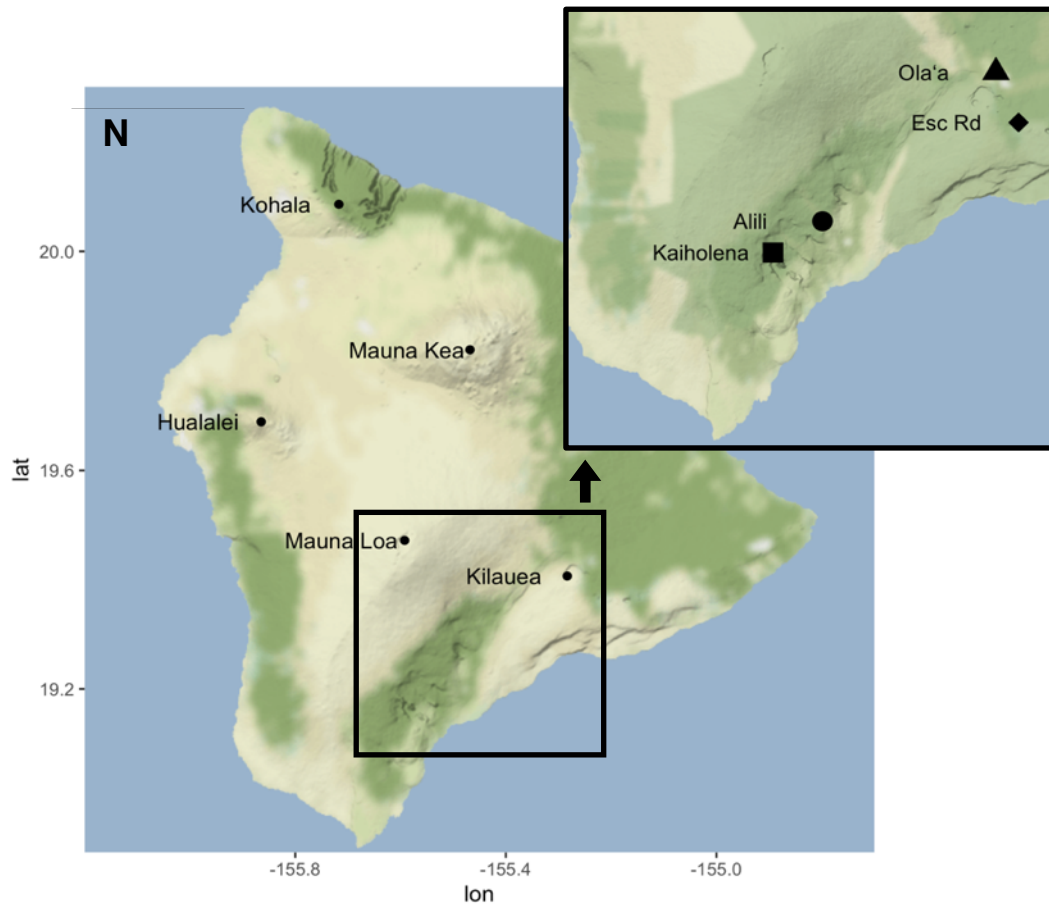 N
Ola‘a
Esc Rd
Alili
Kaiholena
Kohala
20.0
Mauna Kea
Hualalei
19.6
lat
Mauna Loa
Kilauea
19.2
-155.8
-155.4
-155.0
lon